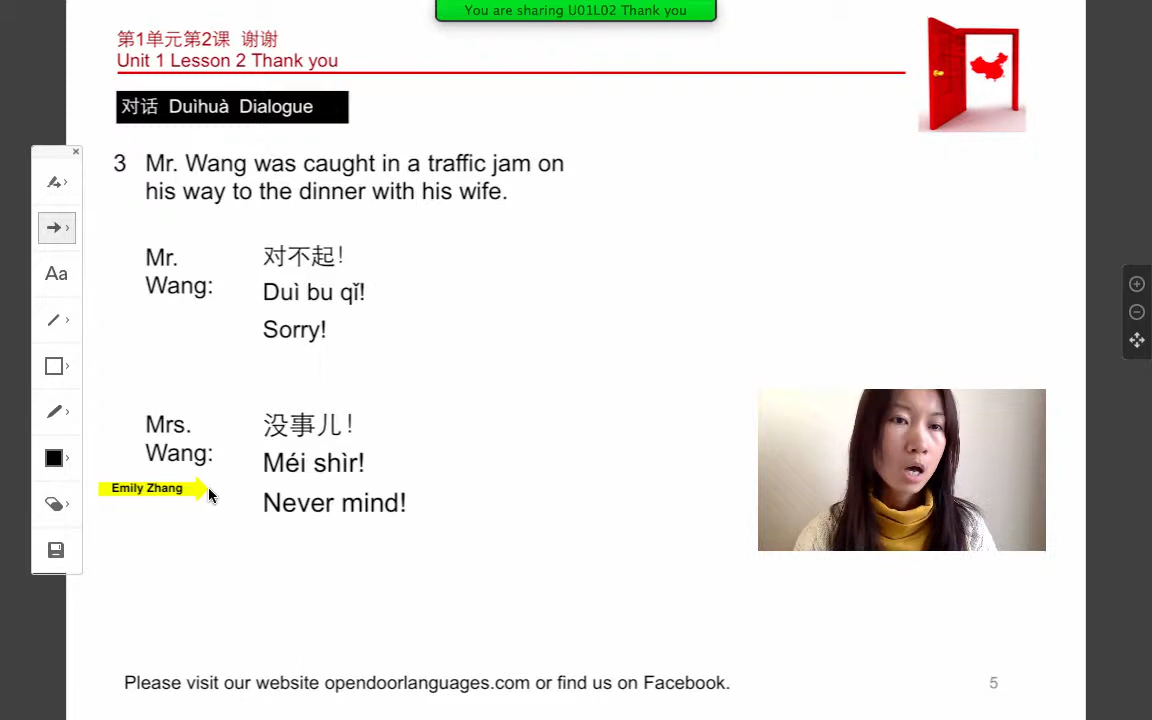 You are sharing U01L02 Thank you
第1单元第2课 谢谢
Unit 1 Lesson 2 Thank you
对话 Duìhuà Dialogue
3 Mr. Wang was caught in a traffic jam on
his way to the dinner with his wife.
Mr.
Wang:
对不起!
Duì bu qǐ!
Sorry!
Mrs.
Wang:
没事儿!
Méi shìr!
Never mind!
Emily Zhang
Aa
Please visit our website opendoorlanguages.com or find us on Facebook.
5